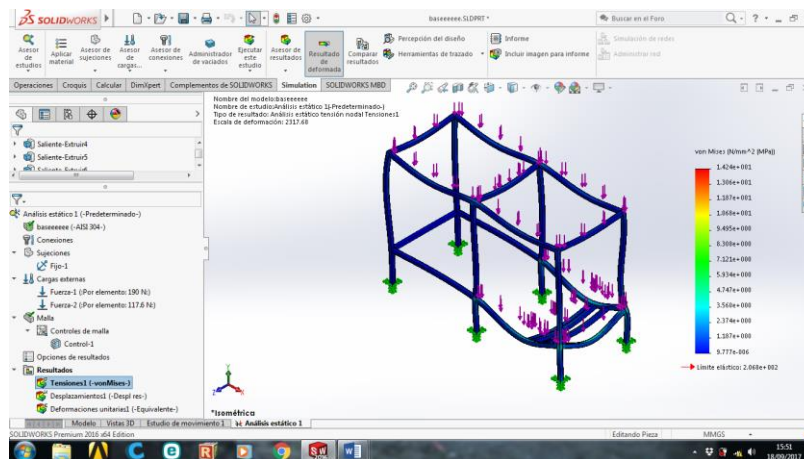 SOLIDWORKS
baseeeeee.SLDPRT *
Buscar en el Foro
Asesor de estudios
Aplicar material
Asesor de sujeciones
Asesor de cargas...
Asesor de conexiones
Administrador de vaciados
Ejecutar este estudio
Asesor de resultados
Resultado de deformada
Comparar resultados
Percepción del diseño
Herramientas de trazado
Informe
Incluir imagen para informe
Simulación de redes
Administrar red
Operaciones Croquis Calcular DimXpert Complementos de SOLIDWORKS Simulation SOLIDWORKS MBD
Nombre del modelo:baseeeeee
Nombre de estudio:Análisis estático 1(-Predeterminado-)
Tipo de resultado: Análisis estático tensión nodal Tensiones1
Escala de deformación: 2317.68
Saliente-Extruir4
Saliente-Extruir5
Análisis estático 1 (-Predeterminado-)
baseeeeee (-AISI 304-)
Conexiones
Sujeciones
Fijo-1
Cargas externas
Fuerza-1 (:Por elemento: 190 N:)
Fuerza-2 (:Por elemento: 117.6 N:)
Malla
Controles de malla
Control-1
Opciones de resultados
Resultados
Tensiones1 (-vonMises-)
Desplazamientos1 (-Despl res-)
Deformaciones unitarias1 (-Equivalente-)
von Mises (N/mm^2 (MPa))
1.424e+001
1.306e+001
1.187e+001
1.068e+001
9.495e+000
8.308e+000
7.121e+000
5.934e+000
4.747e+000
3.560e+000
2.374e+000
1.187e+000
9.777e-006
Límite elástico: 2.068e+002
Y
X
Z
*Isométrica
Modelo Vistas 3D Estudio de movimiento 1 Análisis estático 1
SOLIDWORKS Premium 2016 x64 Edition
Editando Pieza
MMGS
15:51
18/09/2017